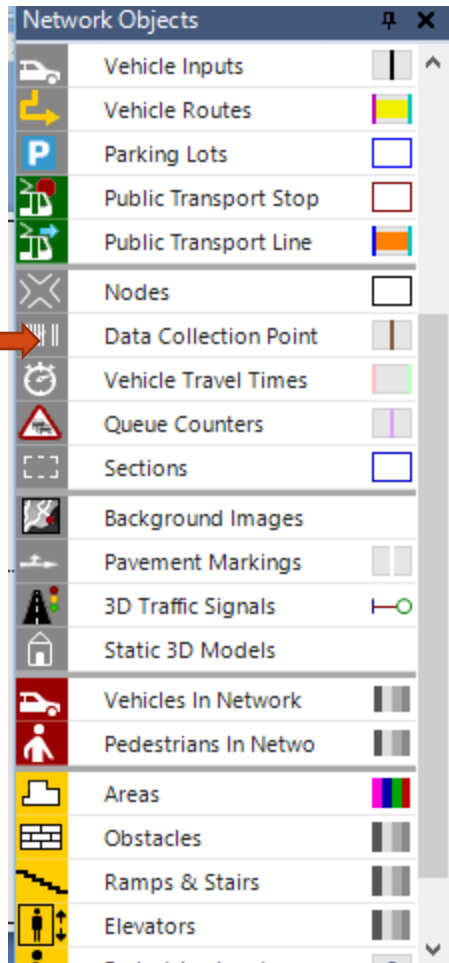 Network Objects
Vehicle Inputs
Vehicle Routes
P Parking Lots
Public Transport Stop
Public Transport Line
Nodes
Data Collection Point
Vehicle Travel Times
Queue Counters
Sections
Background Images
Pavement Markings
3D Traffic Signals
Static 3D Models
Vehicles In Network
Pedestrians In Netwo
Areas
Obstacles
Ramps & Stairs
Elevators